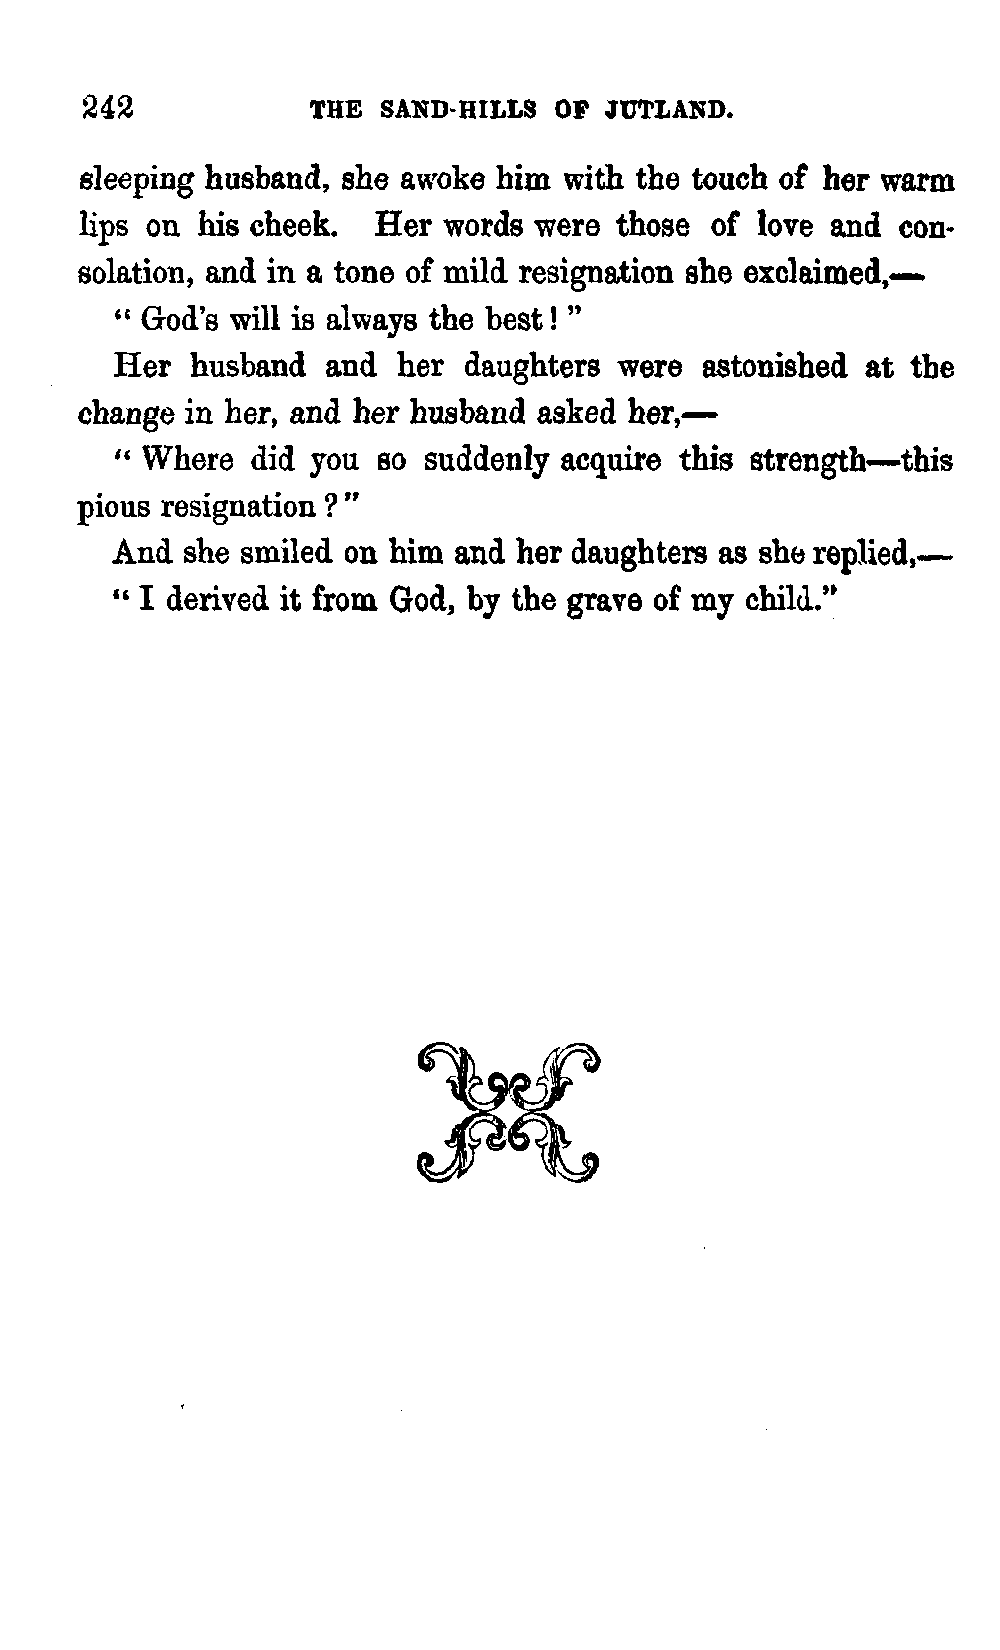 242 THE SAND-HILLS OF JUTLAND.
sleeping husband, she awoke him with the touch of her warm
lips on his cheek. Her words were those of love and con-
solation, and in a tone of mild resignation she exclaimed,—
“ God's will is always the best! ”
Her husband and her daughters were astonished at the
change in her, and her husband asked her,—
“ Where did you so suddenly acquire this strength—this
pious resignation ?”
And she smiled on him and her daughters as she replied,—
“ I derived it from God, by the grave of my child.”